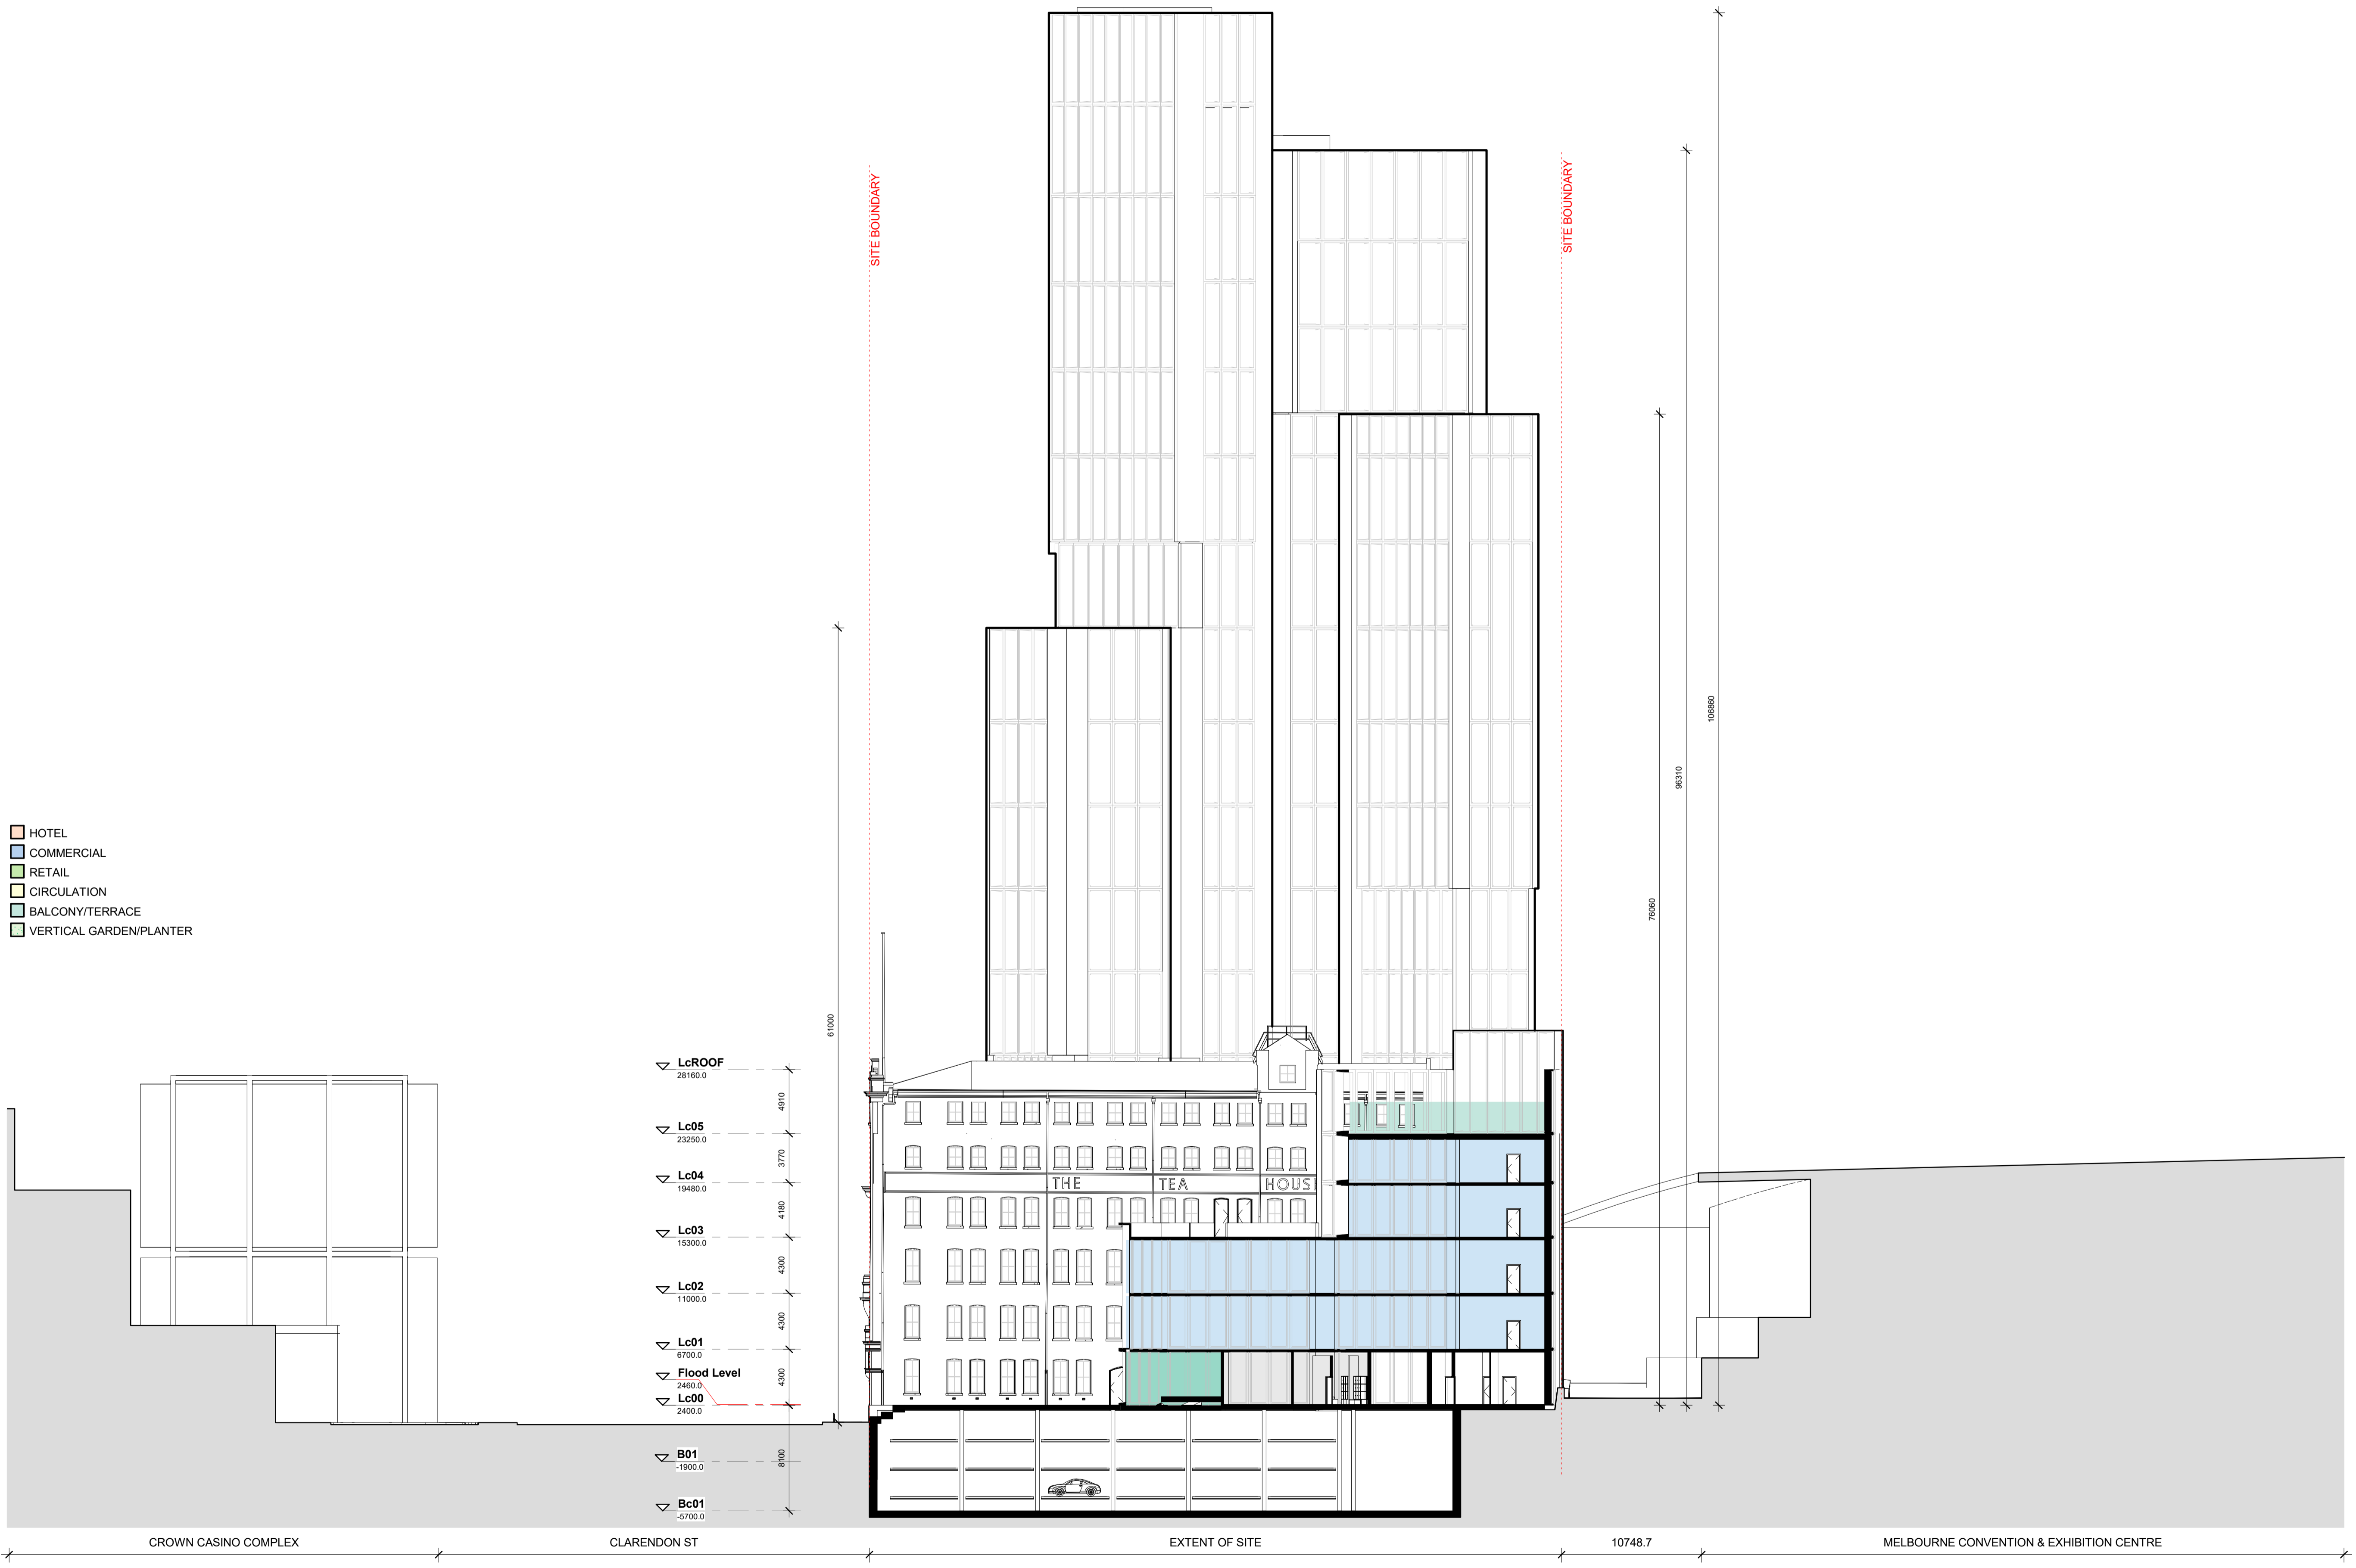 SITE BOUNDARY
SITE BOUNDARY
106860
96310
76060
61000
HOTEL
COMMERCIAL
RETAIL
CIRCULATION
BALCONY/TERRACE
VERTICAL GARDEN/PLANTER
LcROOF
28160.0
4910
Lc05
23250.0
3770
Lc04
19480.0
4180
Lc03
15300.0
4300
Lc02
11000.0
4300
Lc01
6700.0
4300
Flood Level
2460.0
Lc00
2400.0
8100
B01
-1900.0
Bc01
-5700.0
THE TEA HOUSE
CROWN CASINO COMPLEX
CLARENDON ST
EXTENT OF SITE
10748.7
MELBOURNE CONVENTION & EXHIBITION CENTRE